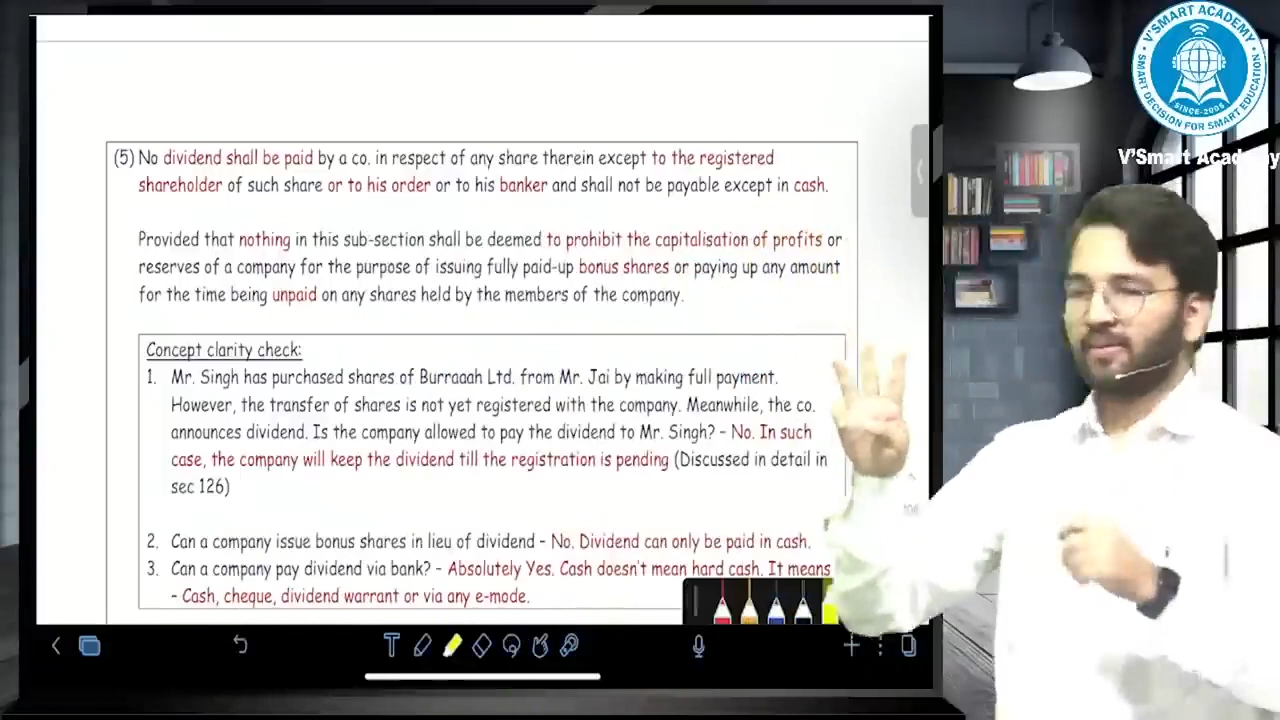 V'SMART ACADEMY
SMART DECISION FOR SMART EDUCATION
SINCE-2005
V'Smart Academy
(5) No dividend shall be paid by a co. in respect of any share therein except to the registered
shareholder of such share or to his order or to his banker and shall not be payable except in cash.
Provided that nothing in this sub-section shall be deemed to prohibit the capitalisation of profits or
reserves of a company for the purpose of issuing fully paid-up bonus shares or paying up any amount
for the time being unpaid on any shares held by the members of the company.
Concept clarity check:
1. Mr. Singh has purchased shares of Burraaah Ltd. from Mr. Jai by making full payment.
However, the transfer of shares is not yet registered with the company. Meanwhile, the co.
announces dividend. Is the company allowed to pay the dividend to Mr. Singh? - No. In such
case, the company will keep the dividend till the registration is pending (Discussed in detail in
sec 126)
2. Can a company issue bonus shares in lieu of dividend - No. Dividend can only be paid in cash.
3. Can a company pay dividend via bank? - Absolutely Yes. Cash doesn't mean hard cash. It means
- Cash, cheque, dividend warrant or via any e-mode.